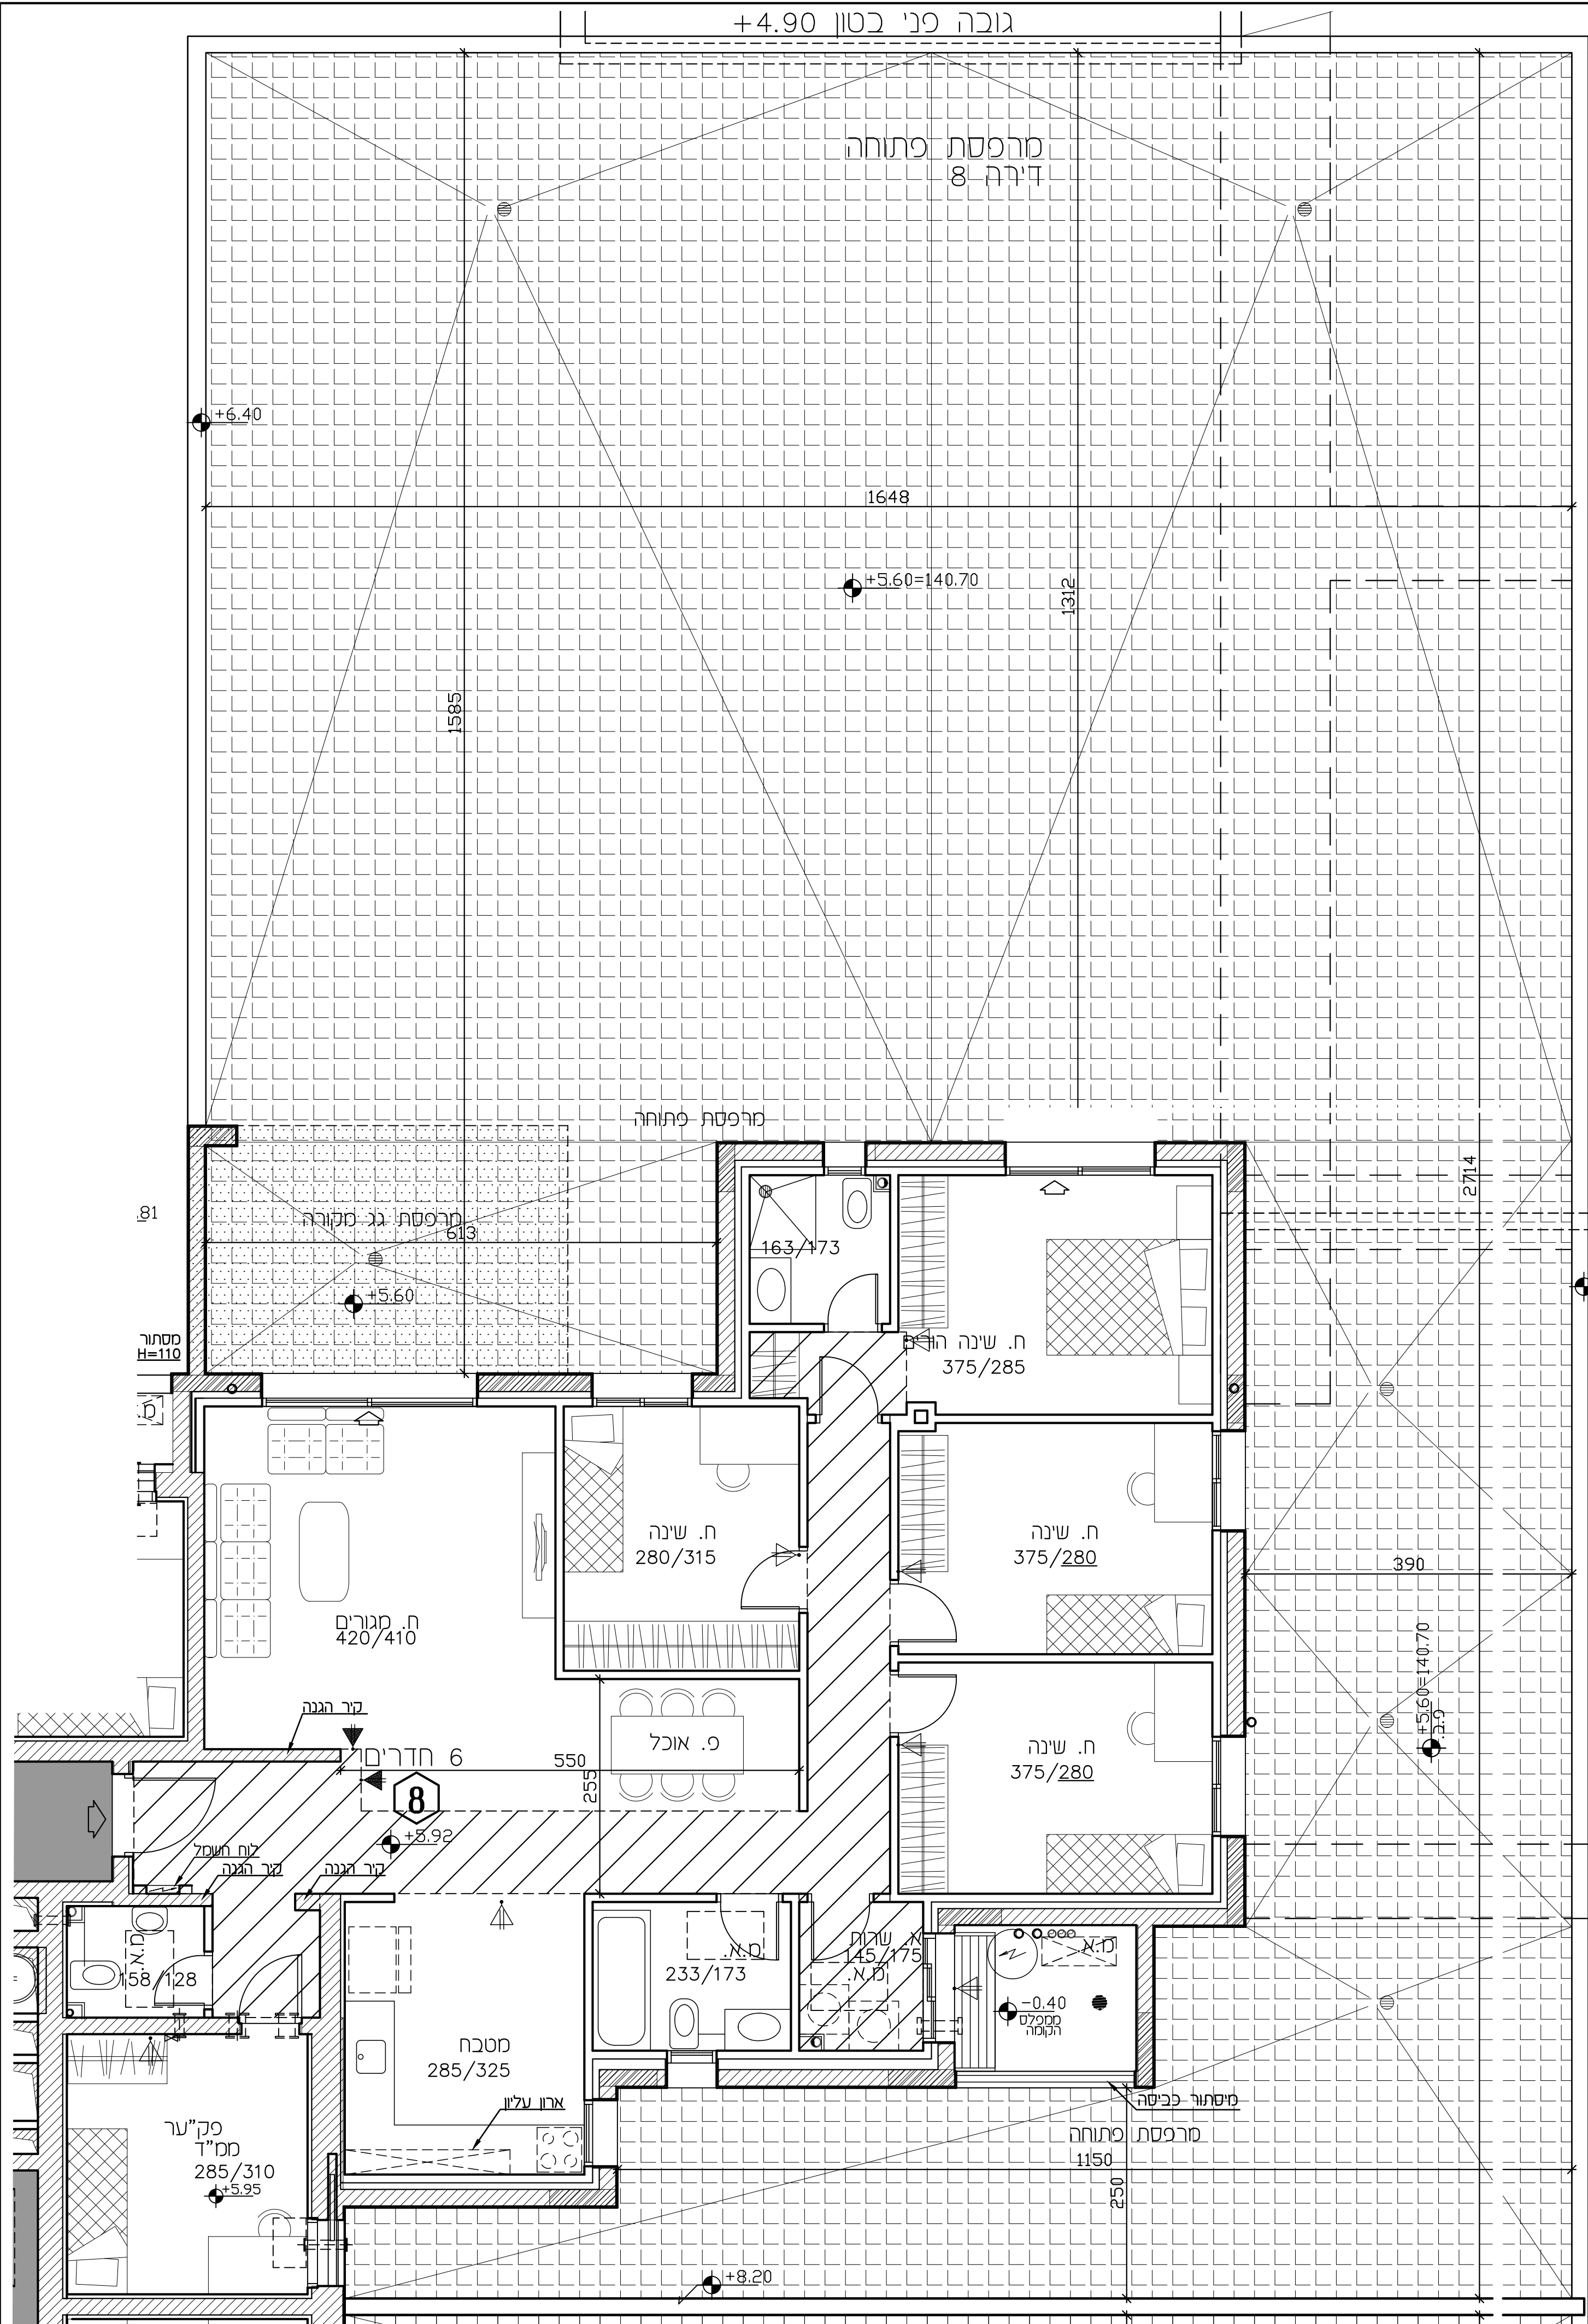 גובה פני בטון +4.90
מרפסת פתוחה
דירה 8
+6.40
1648
+5.60=140.70
1312
1585
מרפסת פתוחה
2714
.81
מרפסת גג מקורה
613
163/173
+5.60
מסתור
H=110
ח. שינה הורים
375/285
מ.
ח. שינה
280/315
ח. שינה
375/280
390
ח. מגורים
420/410
+5.60=140.70
פ.ב.
קיר הגנה
6 חדרים
8
550
255
פ. אוכל
ח. שינה
375/280
+5.92
לוח חשמל
קיר הגנה
קיר הגנה
מ.א.
158/128
מ.א.
233/173
א. שרות
145/175
מ.א.
מ.א.
-0.40
ממפלס
הקומה
מטבח
285/325
ארון עליון
מיסתור כביסה
מרפסת פתוחה
1150
250
פק"ער
ממ"ד
285/310
+5.95
+8.20